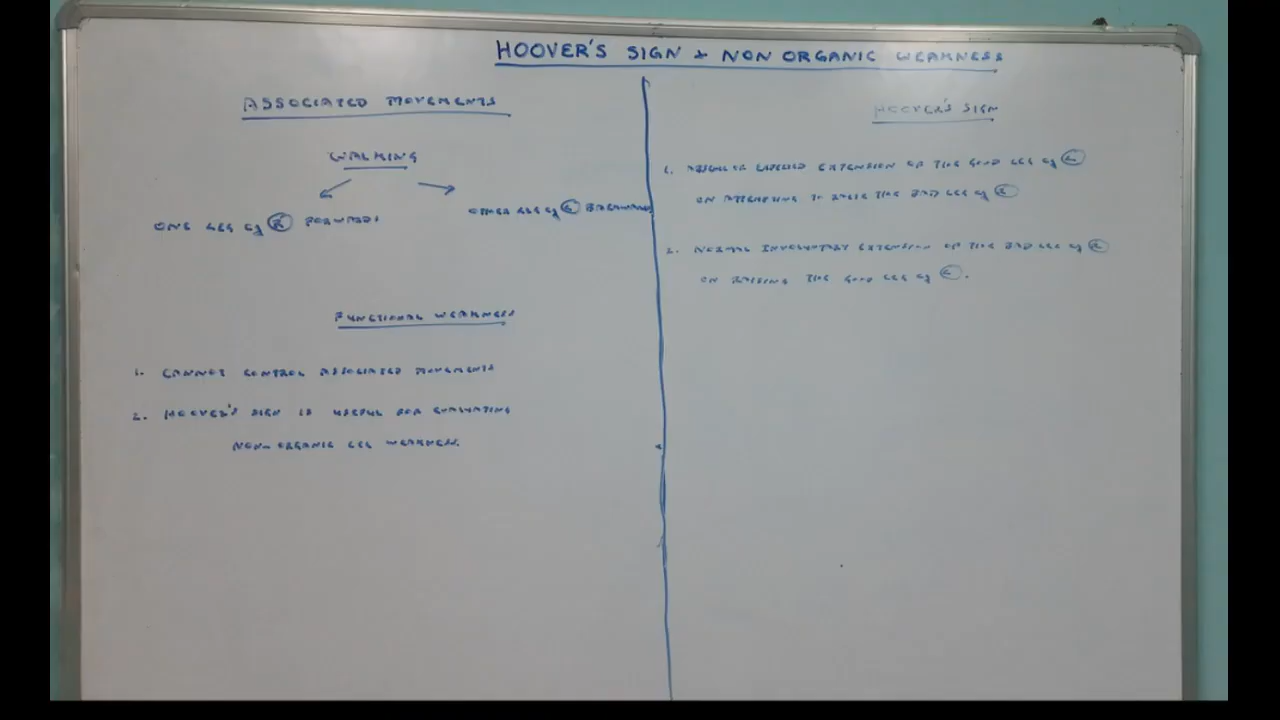 HOOVER'S SIGN & NON ORGANIC WEAKNESS
ASSOCIATED MOVEMENTS
WALKING
ONE LEG eg (R) FORWARDS
OTHER LEG eg (L) BACKWARDS
FUNCTIONAL WEAKNESS
1. CANNOT CONTROL ASSOCIATED MOVEMENTS
2. HOOVER'S SIGN IS USEFUL FOR EVALUATING
NON-ORGANIC LEG WEAKNESS.
HOOVER'S SIGN
1. EXTENSION OF THE GOOD LEG eg (L)
ON ATTEMPTING TO RAISE THE BAD LEG eg
2. NORMAL INVOLUNTARY EXTENSION OF THE BAD LEG eg (R)
ON RAISING THE GOOD LEG eg (L).